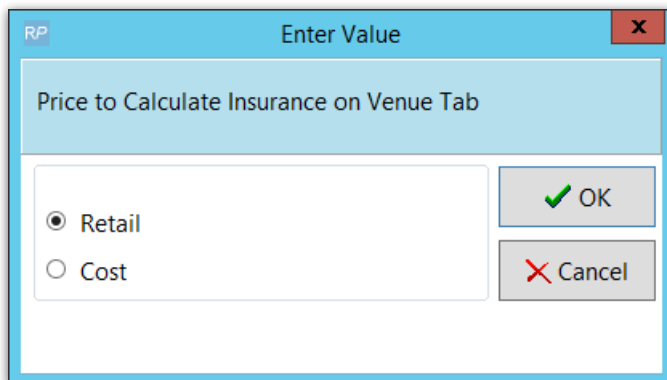 RP
Enter Value
x
Price to Calculate Insurance on Venue Tab
Retail
OK
Cost
Cancel